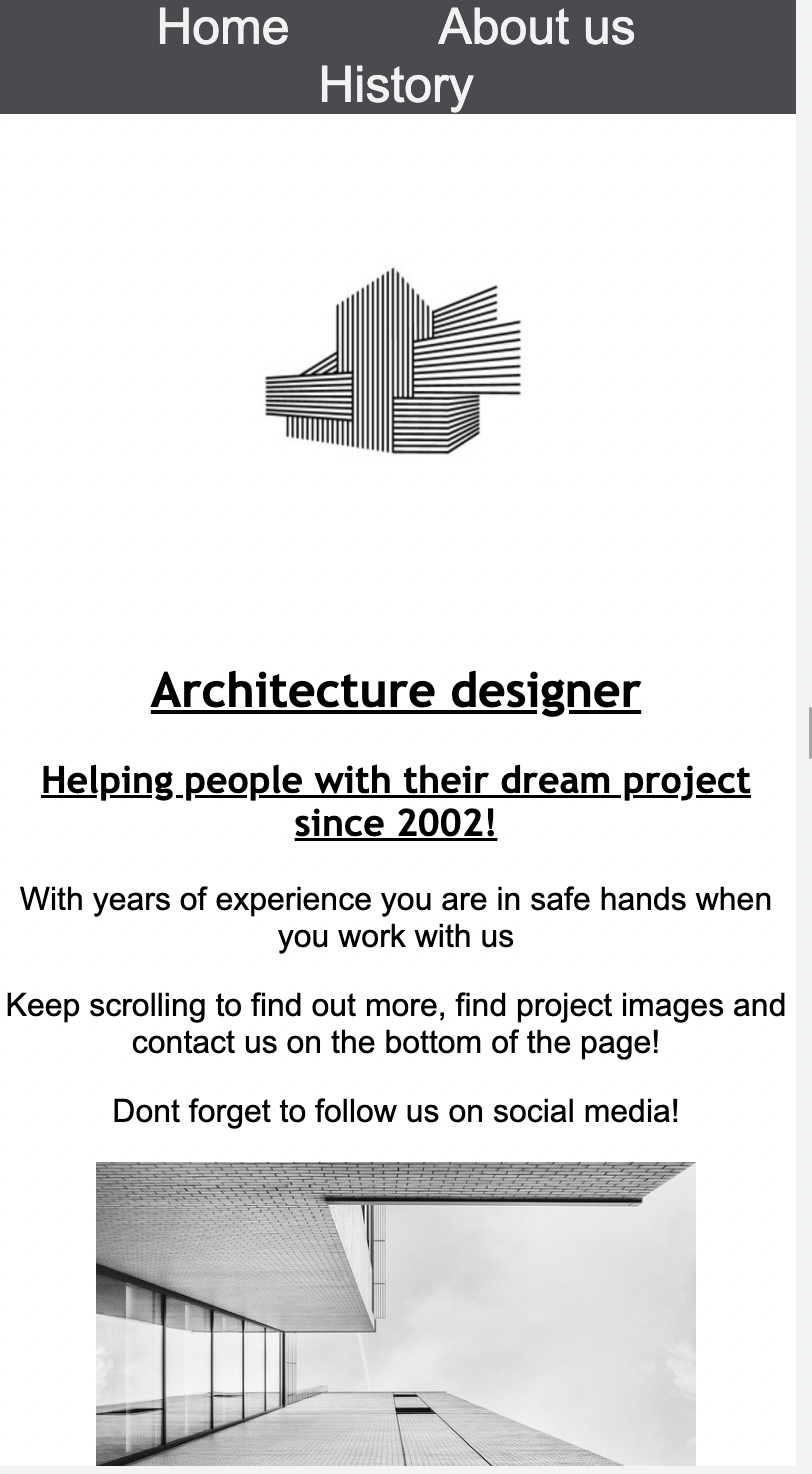 Home About us
History
Architecture designer
Helping people with their dream project
since 2002!
With years of experience you are in safe hands when
you work with us
Keep scrolling to find out more, find project images and
contact us on the bottom of the page!
Dont forget to follow us on social media!